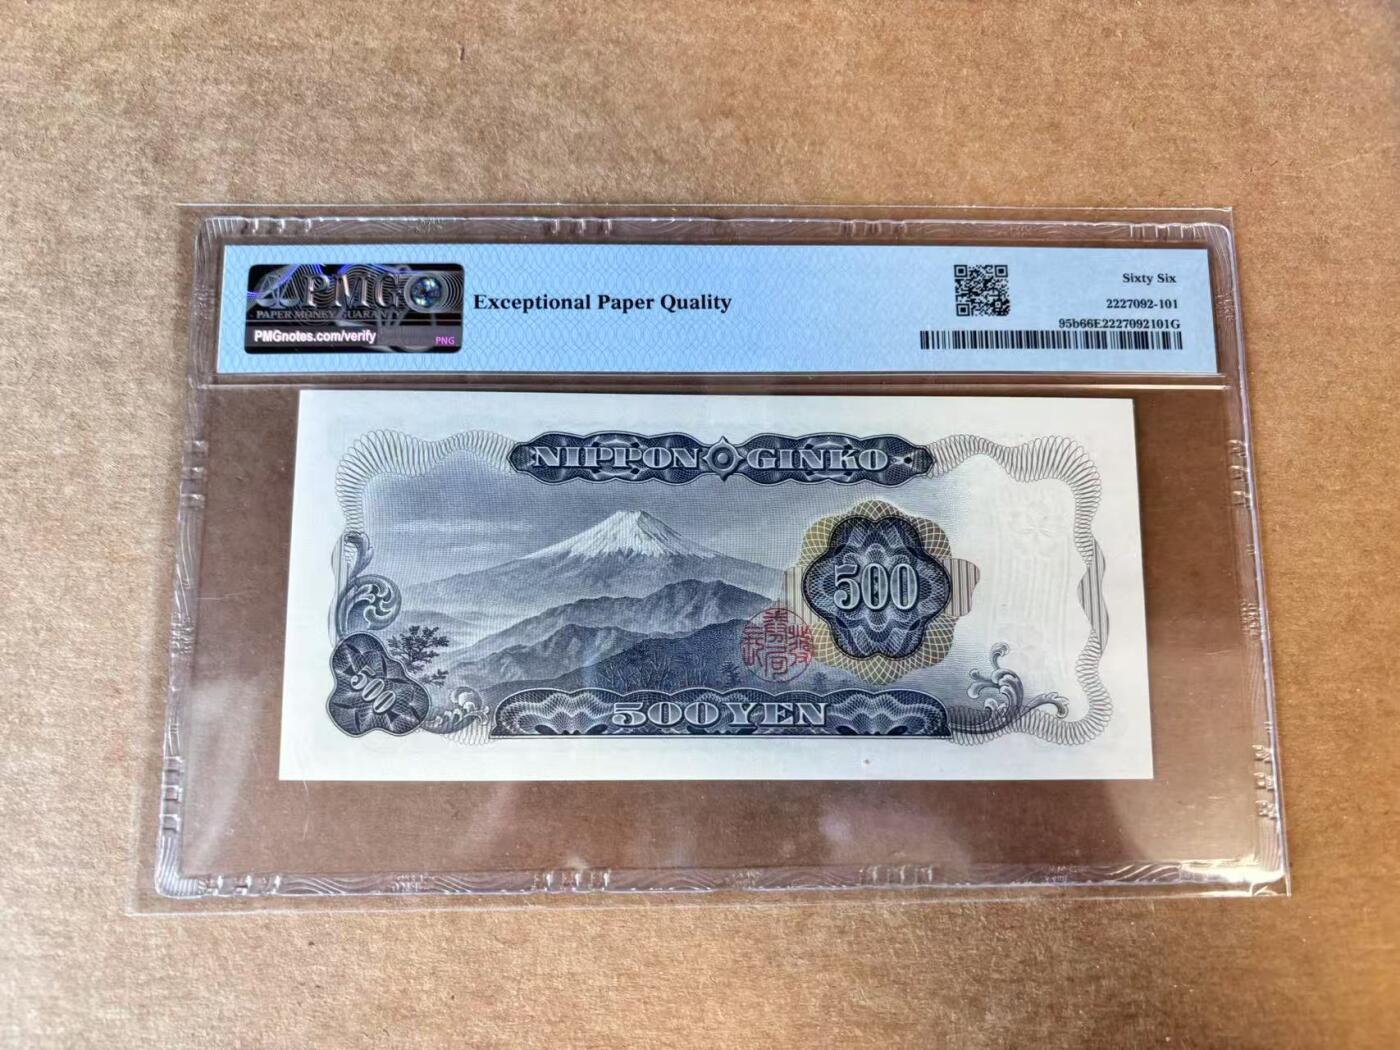 PMG
PAPER MONEY GUARANTY
PMGnotes.com/verify
PNG
Exceptional Paper Quality
Sixty Six
2227092-101
95b66E2227092101G
NIPPON GINKO
500
500
500 YEN